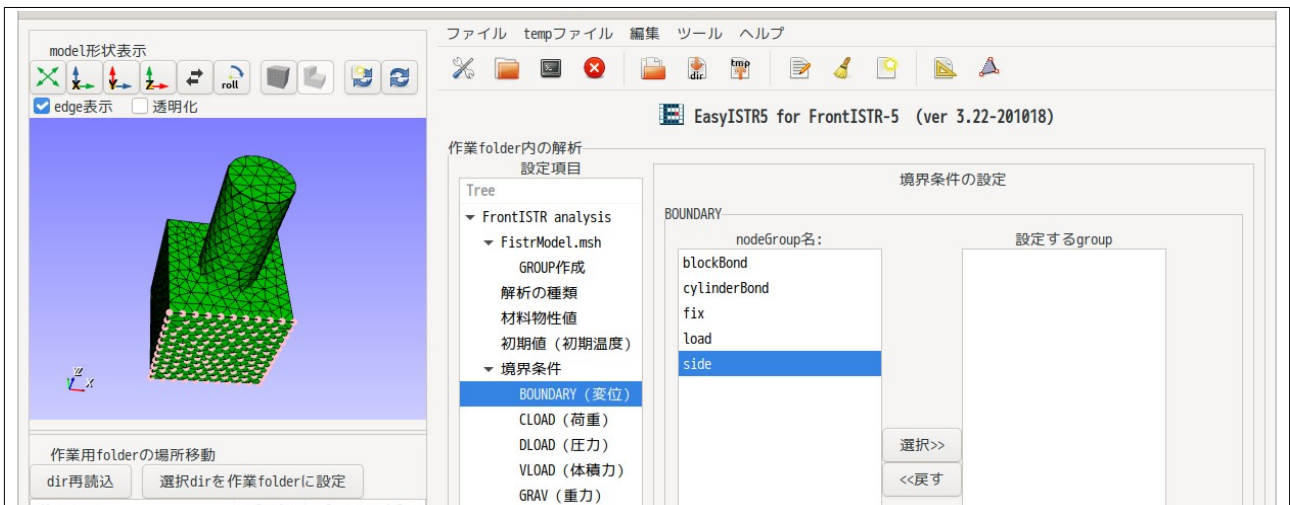 model形状表示
X Y Z roll
edge表示 透明化
Z
X
作業用folderの場所移動
dir再読込 選択dirを作業folderに設定
ファイル tempファイル 編集 ツール ヘルプ
dir tmp
EasyISTR5 for FrontISTR-5 (ver 3.22-201018)
作業folder内の解析
設定項目
Tree
FrontISTR analysis
FistrModel.msh
GROUP作成
解析の種類
材料物性値
初期値 (初期温度)
境界条件
BOUNDARY (変位)
CLOAD (荷重)
DLOAD (圧力)
VLOAD (体積力)
GRAV (重力)
境界条件の設定
BOUNDARY
nodeGroup名:
blockBond
cylinderBond
fix
load
side
選択>>
<<戻す
設定するgroup